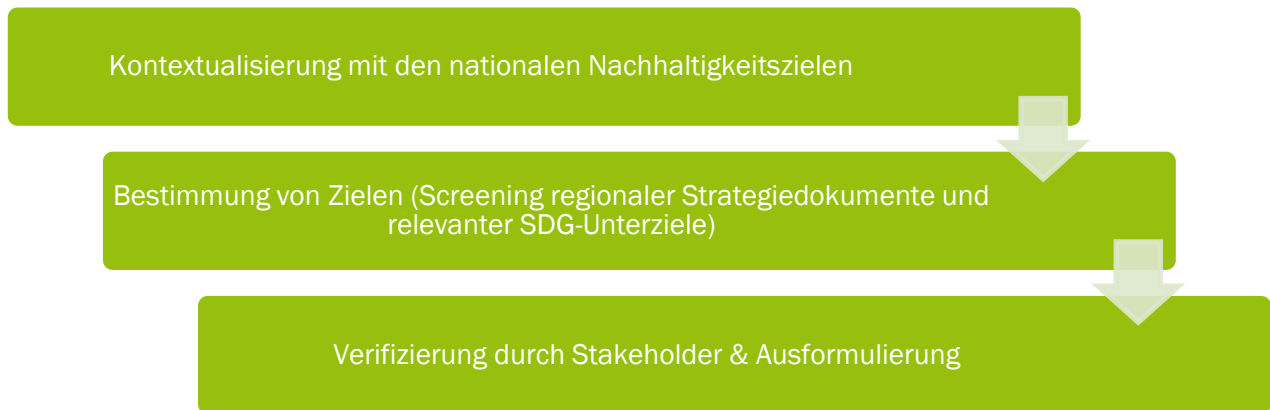 Kontextualisierung mit den nationalen Nachhaltigkeitszielen
Bestimmung von Zielen (Screening regionaler Strategiedokumente und
relevanter SDG-Unterziele)
Verifizierung durch Stakeholder & Ausformulierung